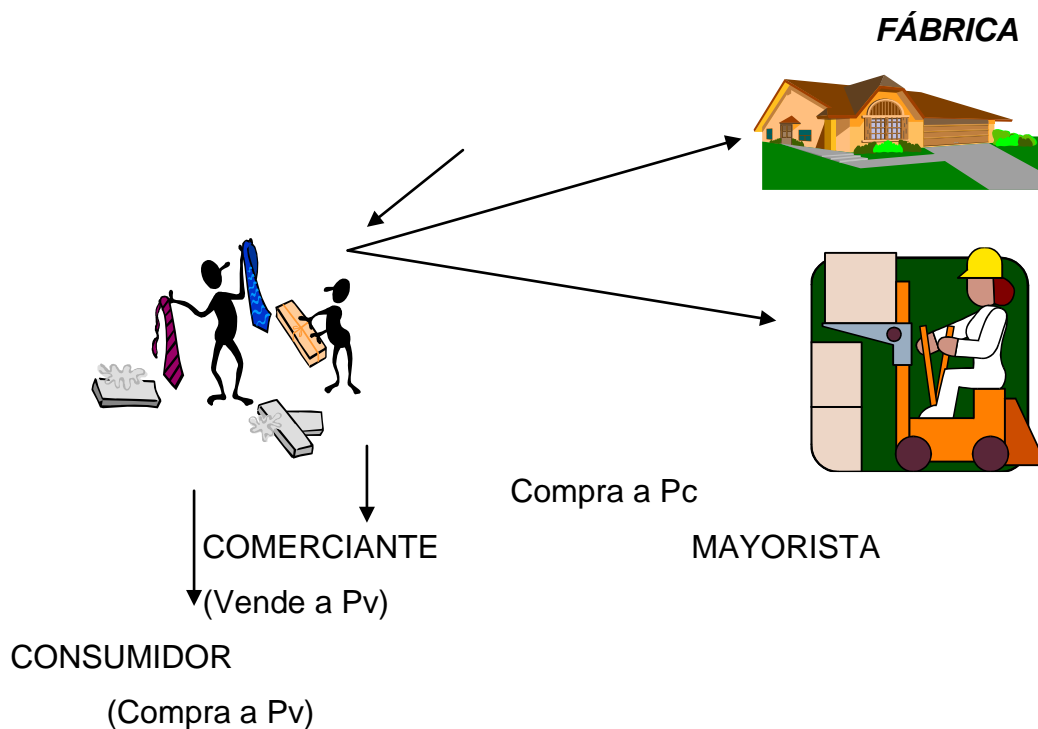 FÁBRICA
Compra a Pc
COMERCIANTE MAYORISTA
(Vende a Pv)
CONSUMIDOR
(Compra a Pv)